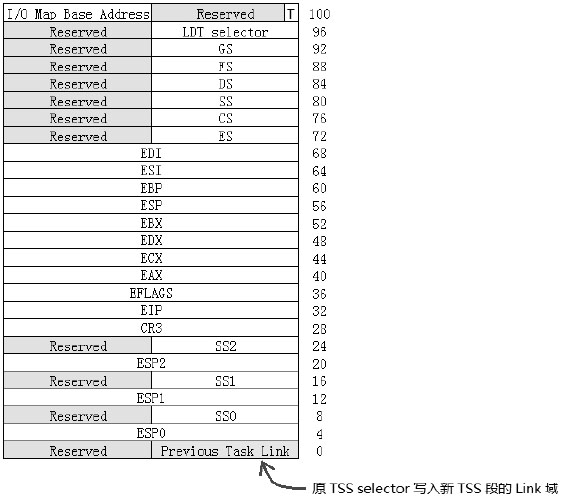 I/O Map Base Address Reserved T 100
Reserved LDT selector 96
Reserved GS 92
Reserved FS 88
Reserved DS 84
Reserved SS 80
Reserved CS 76
Reserved ES 72
EDI 68
ESI 64
EBP 60
ESP 56
EBX 52
EDX 48
ECX 44
EAX 40
EFLAGS 36
EIP 32
CR3 28
Reserved SS2 24
ESP2 20
Reserved SS1 16
ESP1 12
Reserved SS0 8
ESP0 4
Reserved Previous Task Link 0
原 TSS selector 写入新 TSS 段的 Link 域